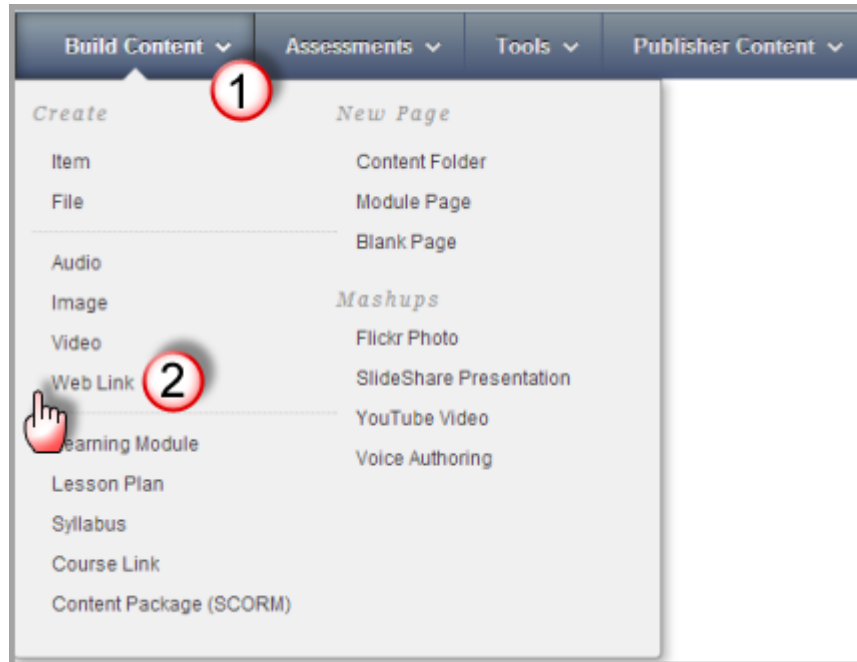 Build Content Assessments Tools Publisher Content
1
Create
Item
File
Audio
Image
Video
Web Link 2
earning Module
Lesson Plan
Syllabus
Course Link
Content Package (SCORM)
New Page
Content Folder
Module Page
Blank Page
Mashups
Flickr Photo
SlideShare Presentation
YouTube Video
Voice Authoring